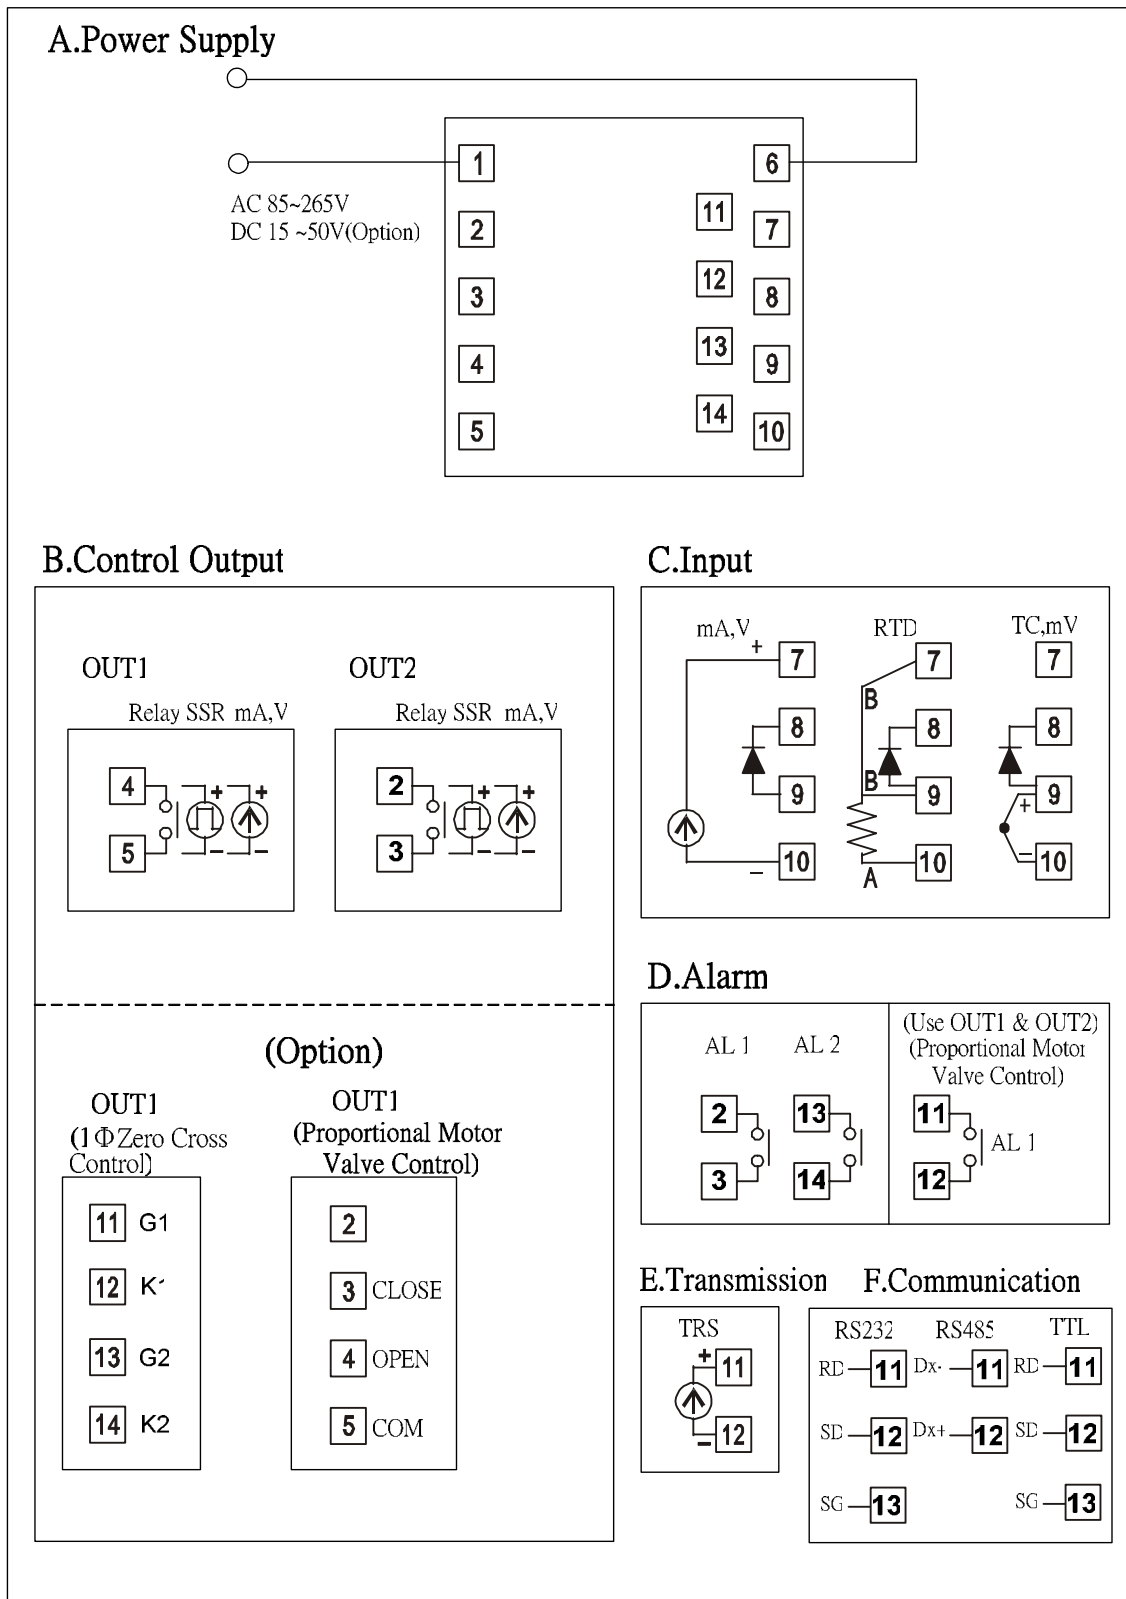 A.Power Supply
AC 85~265V
DC 15 ~50V(Option)
1
6
11
2
7
12
3
8
13
4
9
14
5
10
B.Control Output
OUT1
Relay SSR mA,V
4
+
+
5
−
−
OUT2
Relay SSR mA,V
2
+
+
3
−
−
(Option)
OUT1
(1ΦZero Cross
Control)
11 G1
12 K1
13 G2
14 K2
OUT1
(Proportional Motor
Valve Control)
2
3 CLOSE
4 OPEN
5 COM
C.Input
mA,V
+ 7
8
9
− 10
RTD
7
B
8
B
9
A
10
TC,mV
7
8
9
+
−
10
D.Alarm
AL 1
2
3
AL 2
13
14
(Use OUT1 & OUT2)
(Proportional Motor
Valve Control)
11
AL 1
12
E.Transmission
TRS
+ 11
− 12
F.Communication
RS232 RS485 TTL
RD 11 Dx- 11 RD 11
SD 12 Dx+ 12 SD 12
SG 13 SG 13